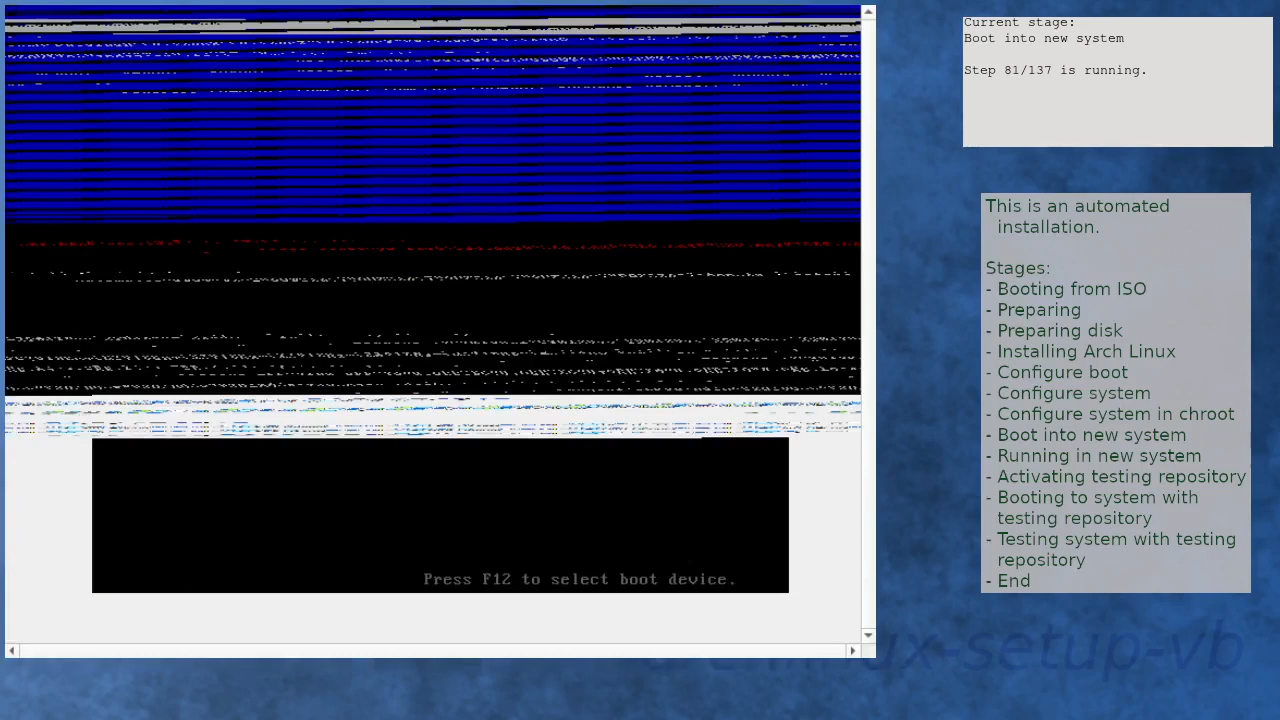 Current stage:
Boot into new system
Step 81/137 is running.
This is an automated
installation.
Stages:
- Booting from ISO
- Preparing
- Preparing disk
- Installing Arch Linux
- Configure boot
- Configure system
- Configure system in chroot
- Boot into new system
- Running in new system
- Activating testing repository
- Booting to system with
testing repository
- Testing system with testing
repository
- End
Press F12 to select boot device.
ux-setup-vb